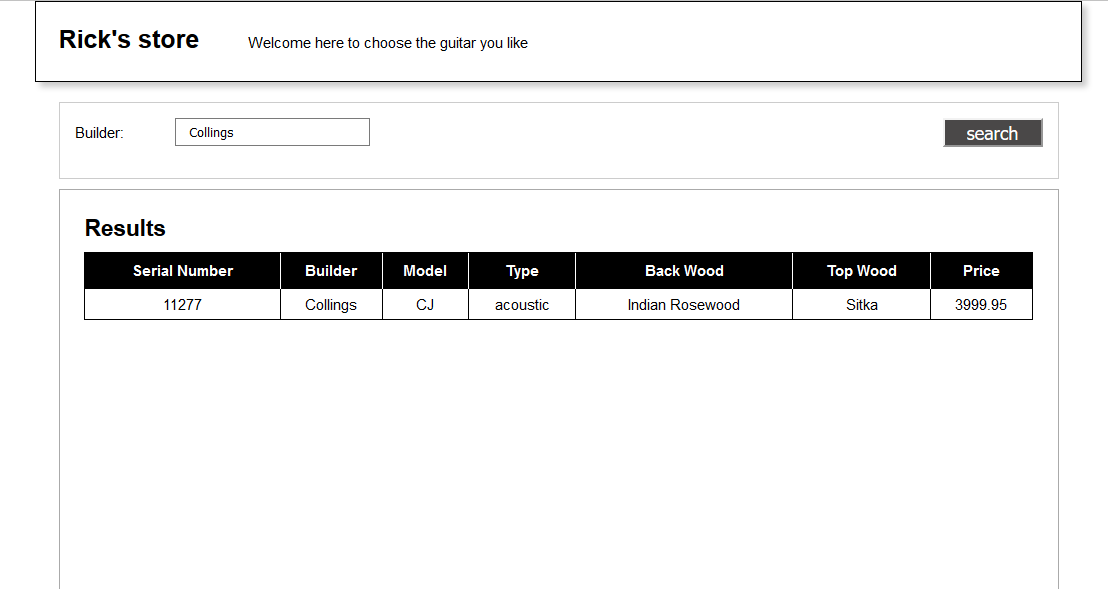 Rick's store Welcome here to choose the guitar you like
Builder: Collings search
Results
Serial Number Builder Model Type Back Wood Top Wood Price
11277 Collings CJ acoustic Indian Rosewood Sitka 3999.95